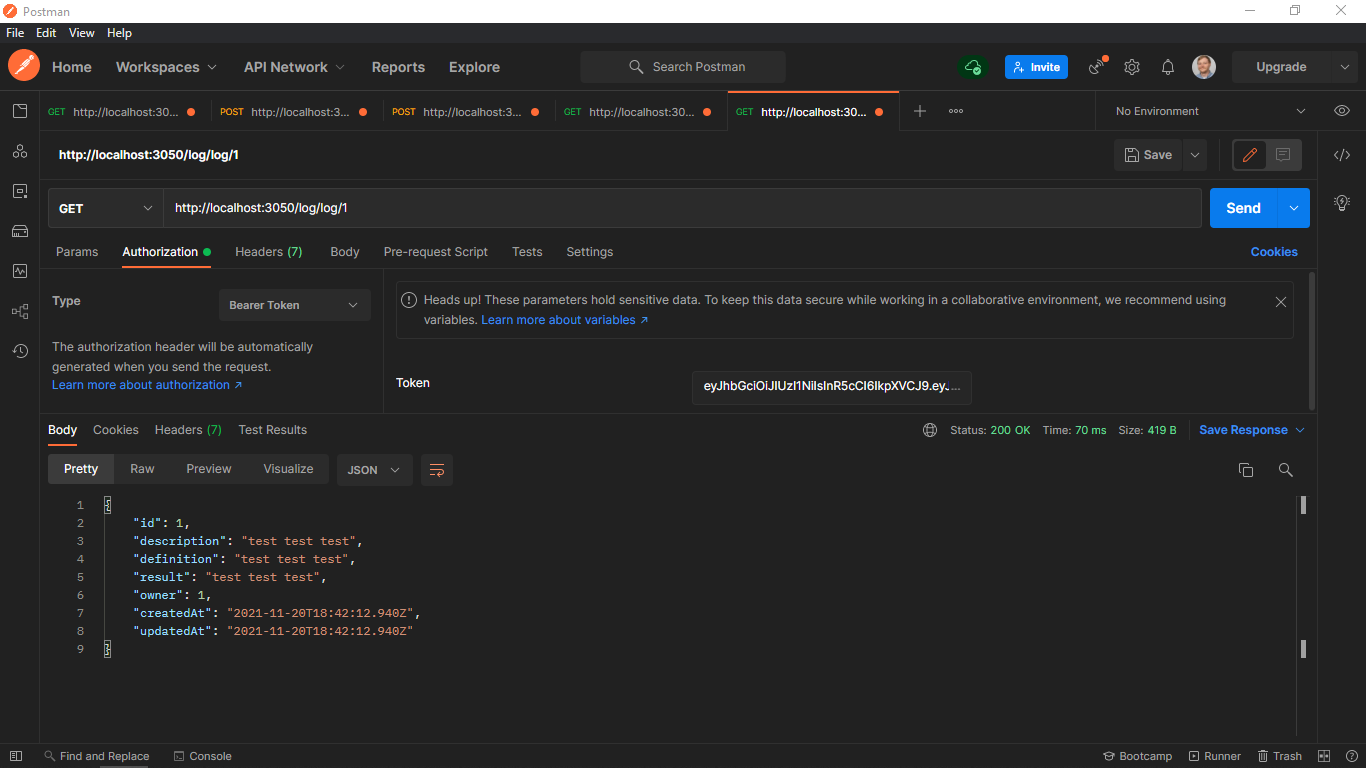 Postman
File Edit View Help
Home Workspaces API Network Reports Explore Search Postman Invite Upgrade
GET http://localhost:30... POST http://localhost:3... POST http://localhost:3... GET http://localhost:30... GET http://localhost:30... No Environment
http://localhost:3050/log/log/1 Save
GET http://localhost:3050/log/log/1 Send
Params Authorization Headers (7) Body Pre-request Script Tests Settings Cookies
Type Bearer Token
The authorization header will be automatically
generated when you send the request.
Learn more about authorization ↗
Heads up! These parameters hold sensitive data. To keep this data secure while working in a collaborative environment, we recommend using
variables. Learn more about variables ↗
Token eyJhbGciOiJIUzI1NiIsInR5cCI6IkpXVCJ9.eyJ...
Body Cookies Headers (7) Test Results Status: 200 OK Time: 70 ms Size: 419 B Save Response
Pretty Raw Preview Visualize JSON
1 {
2 "id": 1,
3 "description": "test test test",
4 "definition": "test test test",
5 "result": "test test test",
6 "owner": 1,
7 "createdAt": "2021-11-20T18:42:12.940Z",
8 "updatedAt": "2021-11-20T18:42:12.940Z"
9 }
Find and Replace Console Bootcamp Runner Trash